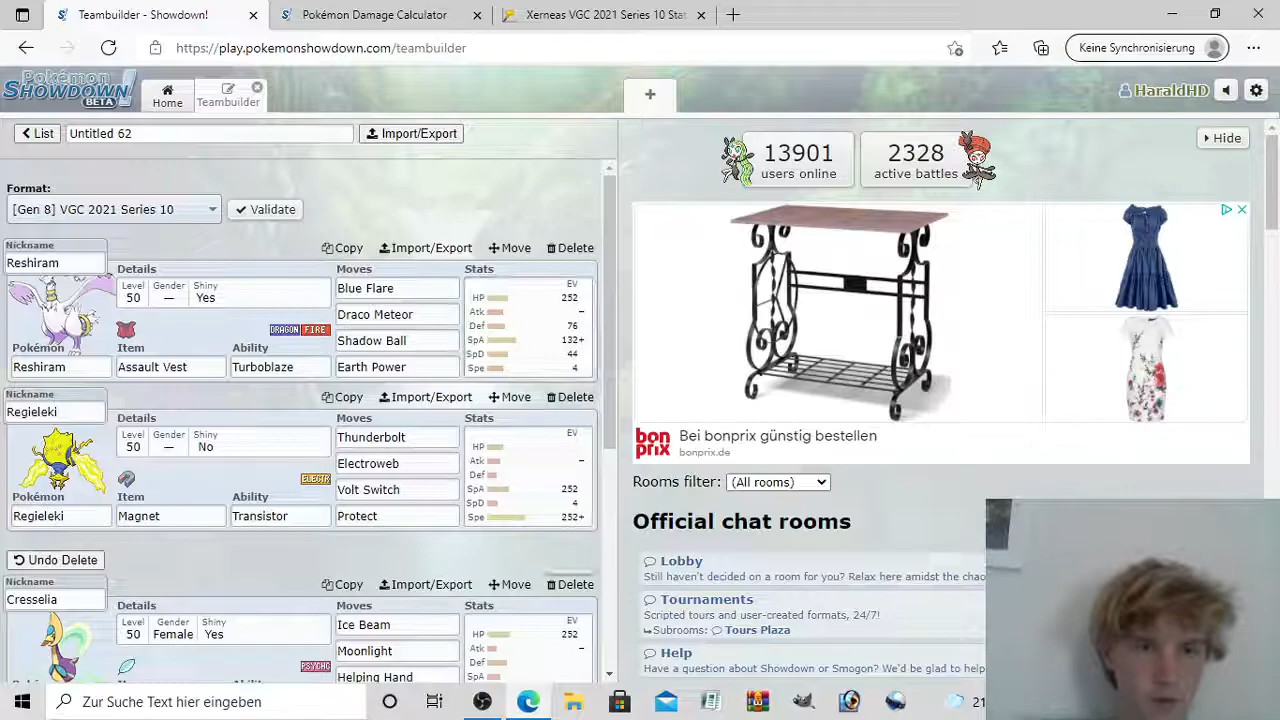 Teambuilder - Showdown!
Pokémon Damage Calculator
Xerneas VGC 2021 Series 10 Stat
https://play.pokemonshowdown.com/teambuilder
Keine Synchronisierung
Pokémon
SHOWDOWN!
BETA
Home
Teambuilder
HaraldHD
List
Untitled 62
Import/Export
13901
users online
2328
active battles
Hide
Format:
[Gen 8] VGC 2021 Series 10
Validate
Nickname
Reshiram
Copy Import/Export Move Delete
Details
Level Gender Shiny
50 — Yes
DRAGON FIRE
Pokémon Item Ability
Reshiram Assault Vest Turboblaze
Moves
Blue Flare
Draco Meteor
Shadow Ball
Earth Power
Stats
EV
HP 252
Atk –
Def 76
SpA 132+
SpD 44
Spe 4
Nickname
Regieleki
Copy Import/Export Move Delete
Details
Level Gender Shiny
50 — No
ELECTR
Pokémon Item Ability
Regieleki Magnet Transistor
Moves
Thunderbolt
Electroweb
Volt Switch
Protect
Stats
EV
HP
Atk –
Def
SpA 252
SpD 4
Spe 252+
Undo Delete
Nickname
Cresselia
Copy Import/Export Move Delete
Details
Level Gender Shiny
50 Female Yes
PSYCHC
Moves
Ice Beam
Moonlight
Helping Hand
Stats
EV
HP 252
Atk –
Def
SpA
bon
prix
Bei bonprix günstig bestellen
bonprix.de
Rooms filter: (All rooms)
Official chat rooms
Lobby
Still haven't decided on a room for you? Relax here amidst the chao
Tournaments
Scripted tours and user-created formats, 24/7!
Subrooms: Tours Plaza
Help
Have a question about Showdown or Smogon? We'd be glad to help
Zur Suche Text hier eingeben
21